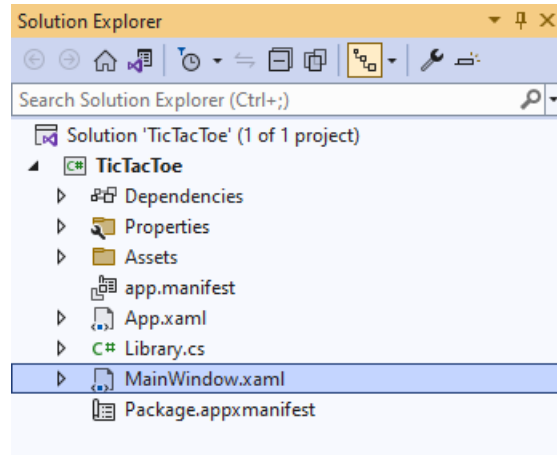 Solution Explorer
Search Solution Explorer (Ctrl+;)
Solution 'TicTacToe' (1 of 1 project)
C# TicTacToe
Dependencies
Properties
Assets
app.manifest
App.xaml
C# Library.cs
MainWindow.xaml
Package.appxmanifest